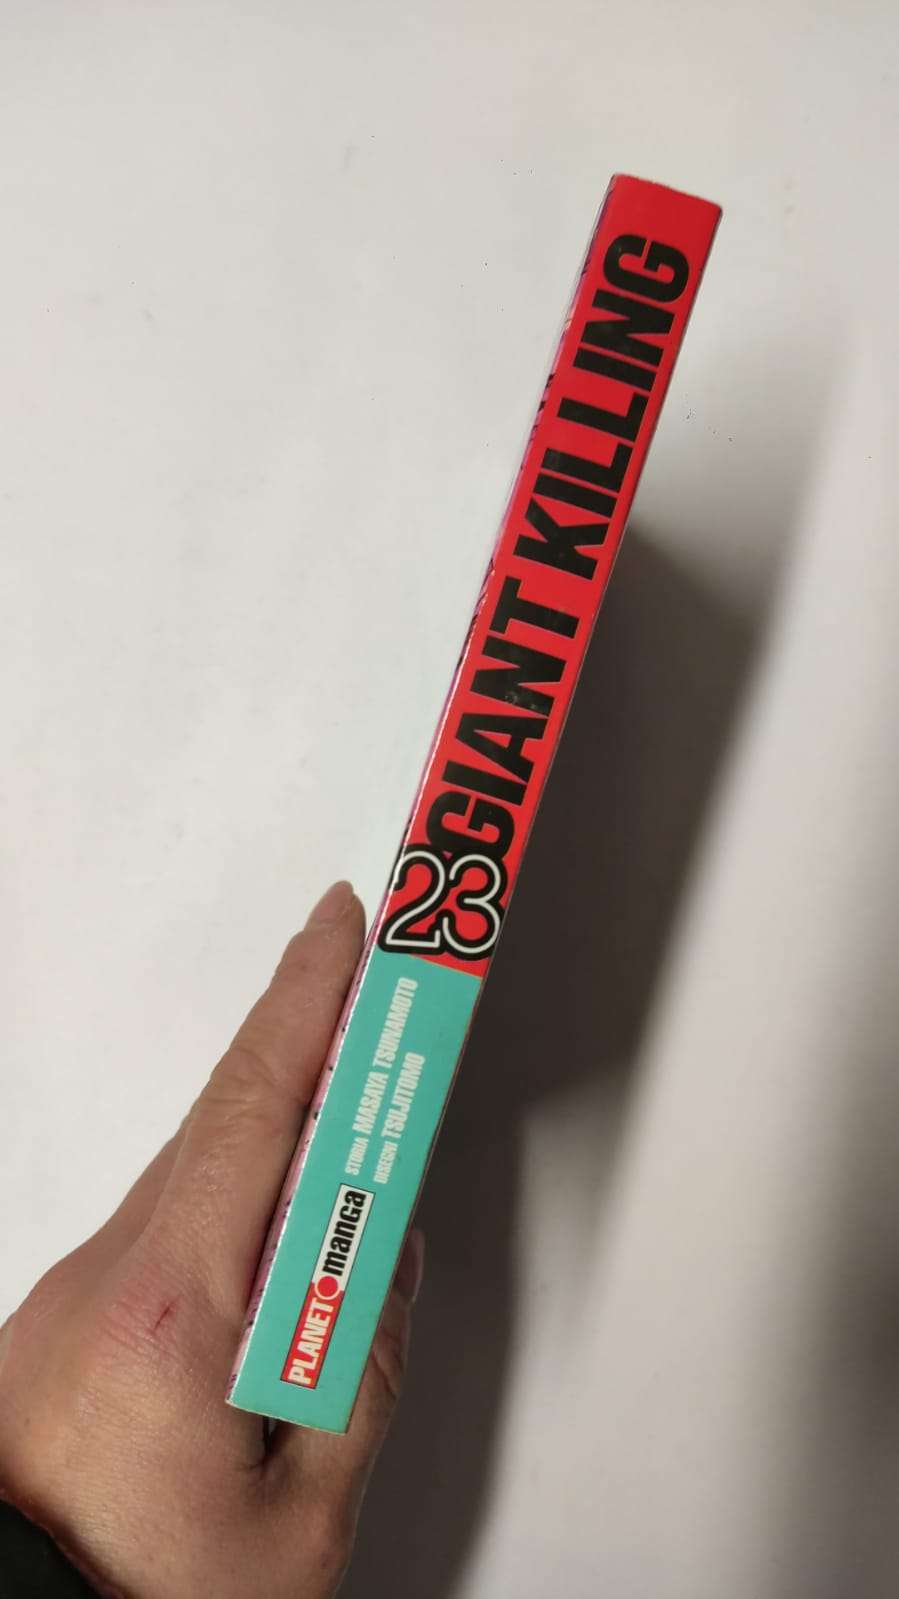 GIANT KILLING
23
STORIA MASAYA TSUNAMOTO
DISEGNI TSUJITOMO
PLANET manga